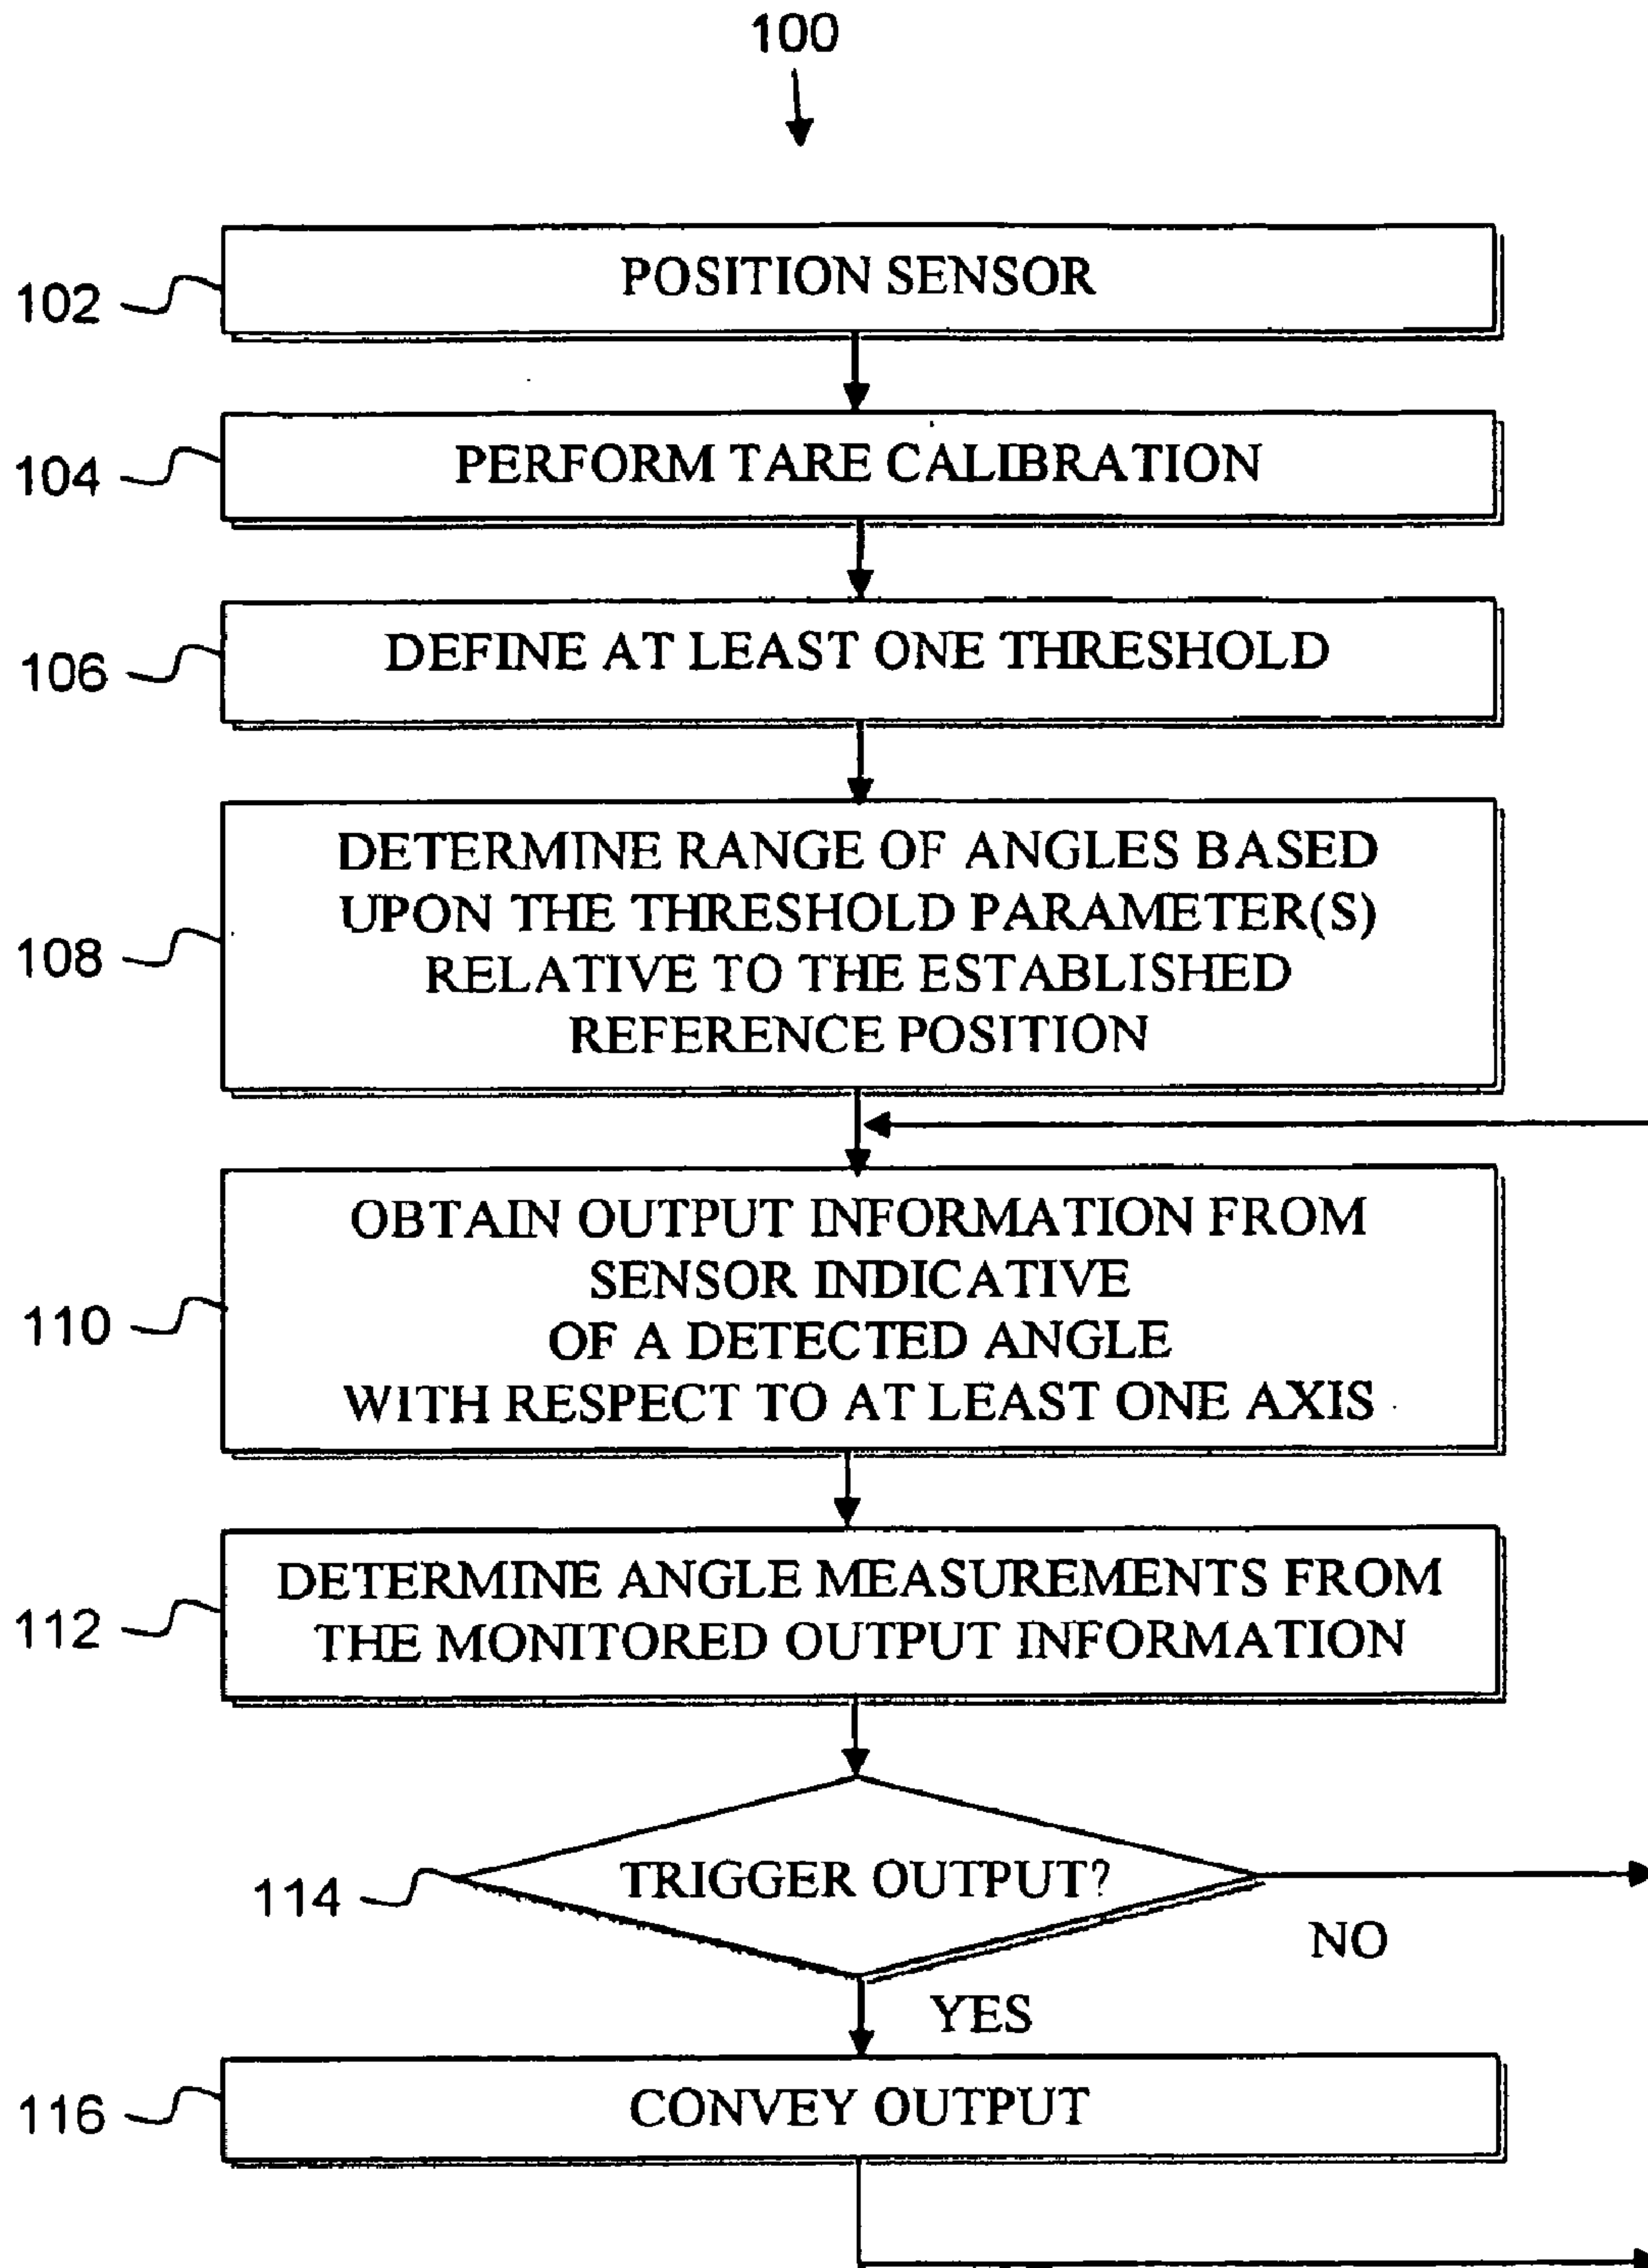 100
102
POSITION SENSOR
104
PERFORM TARE CALIBRATION
106
DEFINE AT LEAST ONE THRESHOLD
108
DETERMINE RANGE OF ANGLES BASED
UPON THE THRESHOLD PARAMETER(S)
RELATIVE TO THE ESTABLISHED
REFERENCE POSITION
110
OBTAIN OUTPUT INFORMATION FROM
SENSOR INDICATIVE
OF A DETECTED ANGLE
WITH RESPECT TO AT LEAST ONE AXIS
112
DETERMINE ANGLE MEASUREMENTS FROM
THE MONITORED OUTPUT INFORMATION
114
TRIGGER OUTPUT?
NO
YES
116
CONVEY OUTPUT